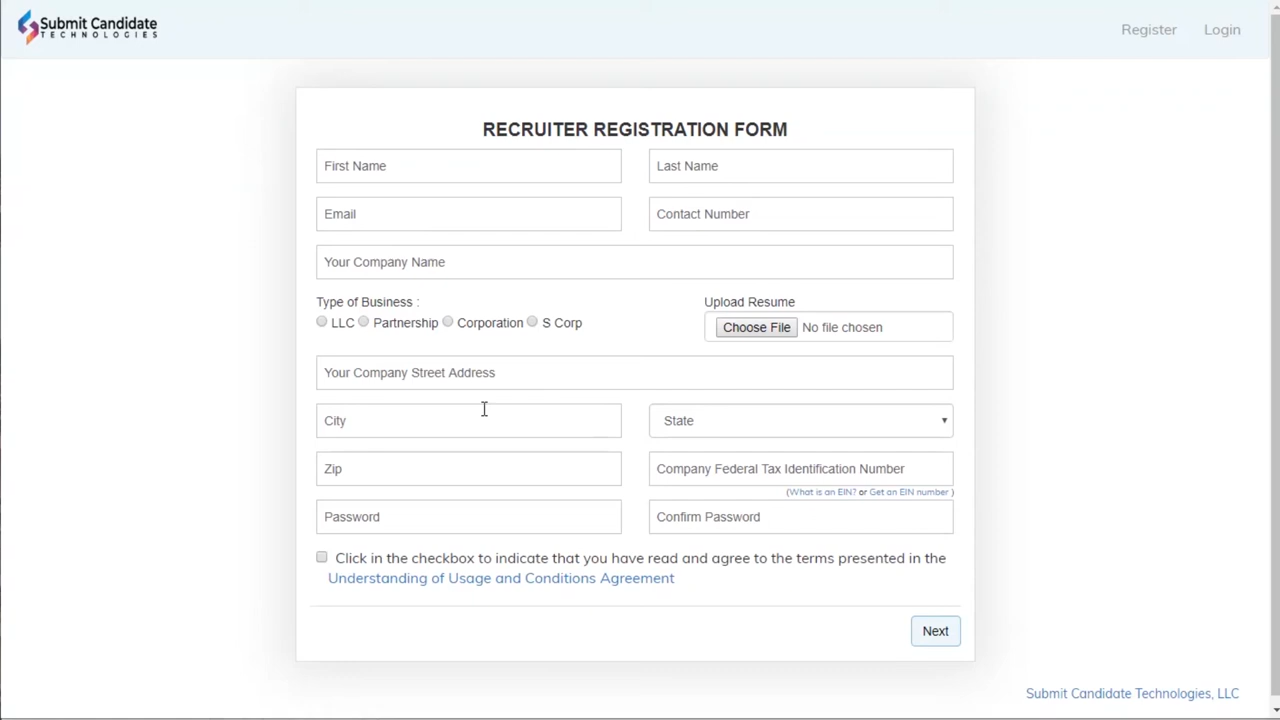 Submit Candidate
TECHNOLOGIES
Register Login
RECRUITER REGISTRATION FORM
First Name Last Name
Email Contact Number
Your Company Name
Type of Business : Upload Resume
LLC Partnership Corporation S Corp Choose File No file chosen
Your Company Street Address
City State
Zip Company Federal Tax Identification Number
(What is an EIN? or Get an EIN number )
Password Confirm Password
Click in the checkbox to indicate that you have read and agree to the terms presented in the
Understanding of Usage and Conditions Agreement
Next
Submit Candidate Technologies, LLC